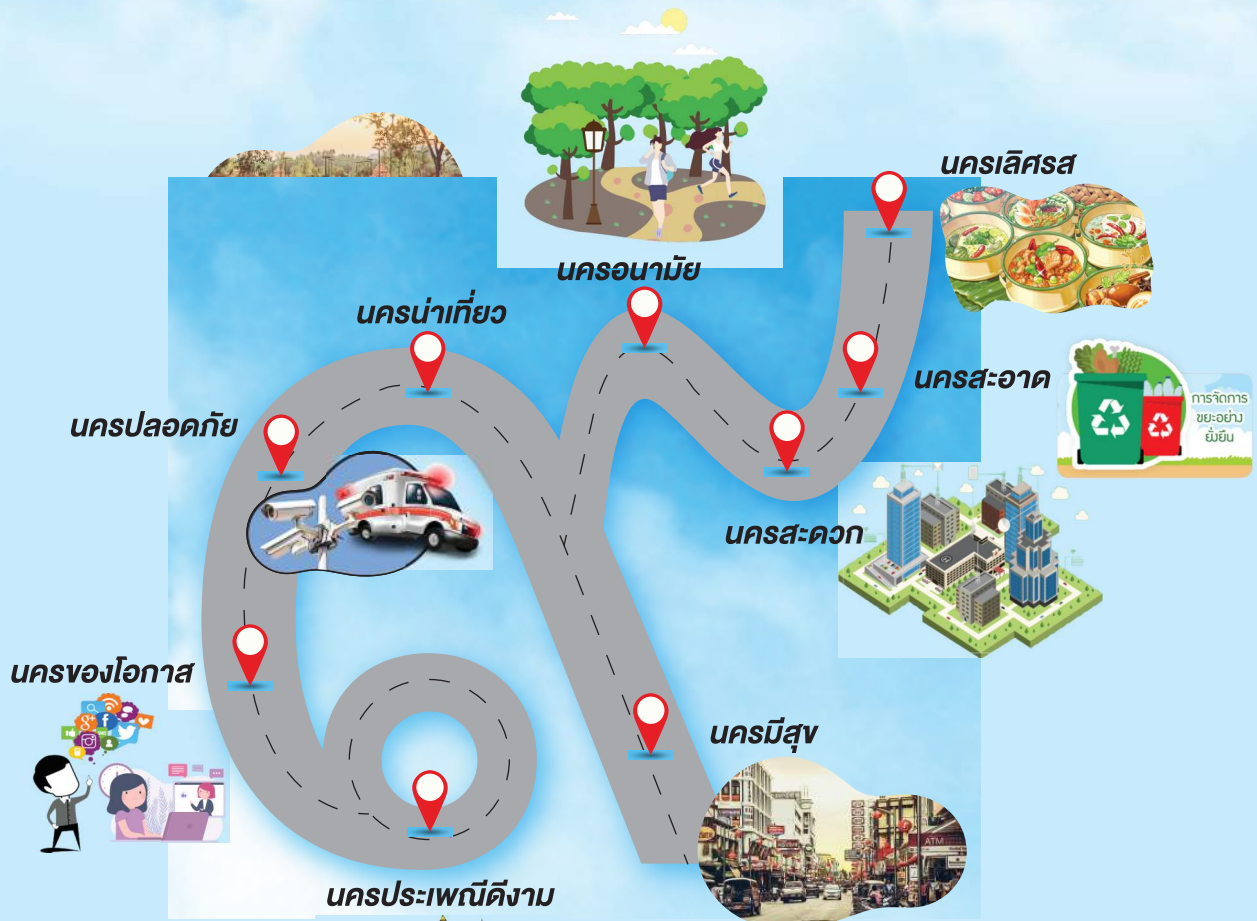 นครเลิศรส
นครอนามัย
นครน่าเที่ยว
นครสะอาด
การจัดการ
ขยะอย่าง
ยั่งยืน
นครปลอดภัย
นครสะดวก
นครของโอกาส
g+
f
นครมีสุข
ATM
นครประเพณีดีงาม